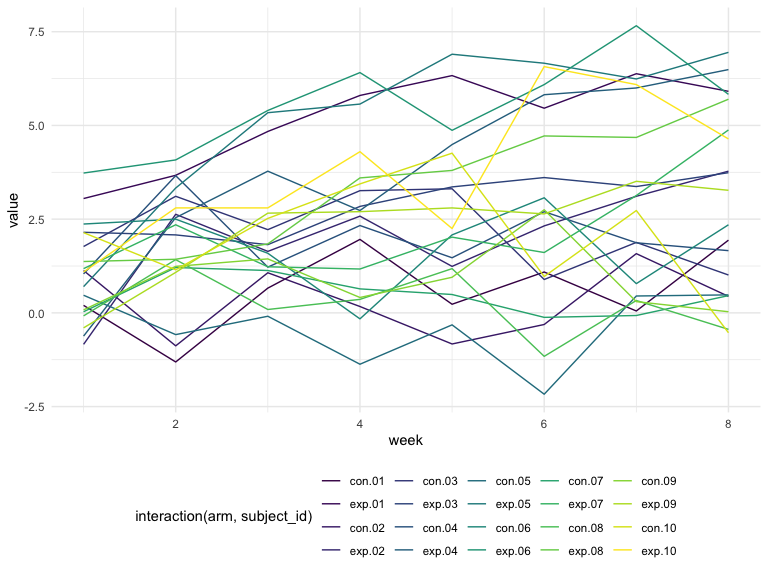 7.5
5.0
2.5
0.0
-2.5
value
2 4 6 8
week
con.01 con.03 con.05 con.07 con.09
exp.01 exp.03 exp.05 exp.07 exp.09
interaction(arm, subject_id)
con.02 con.04 con.06 con.08 con.10
exp.02 exp.04 exp.06 exp.08 exp.10